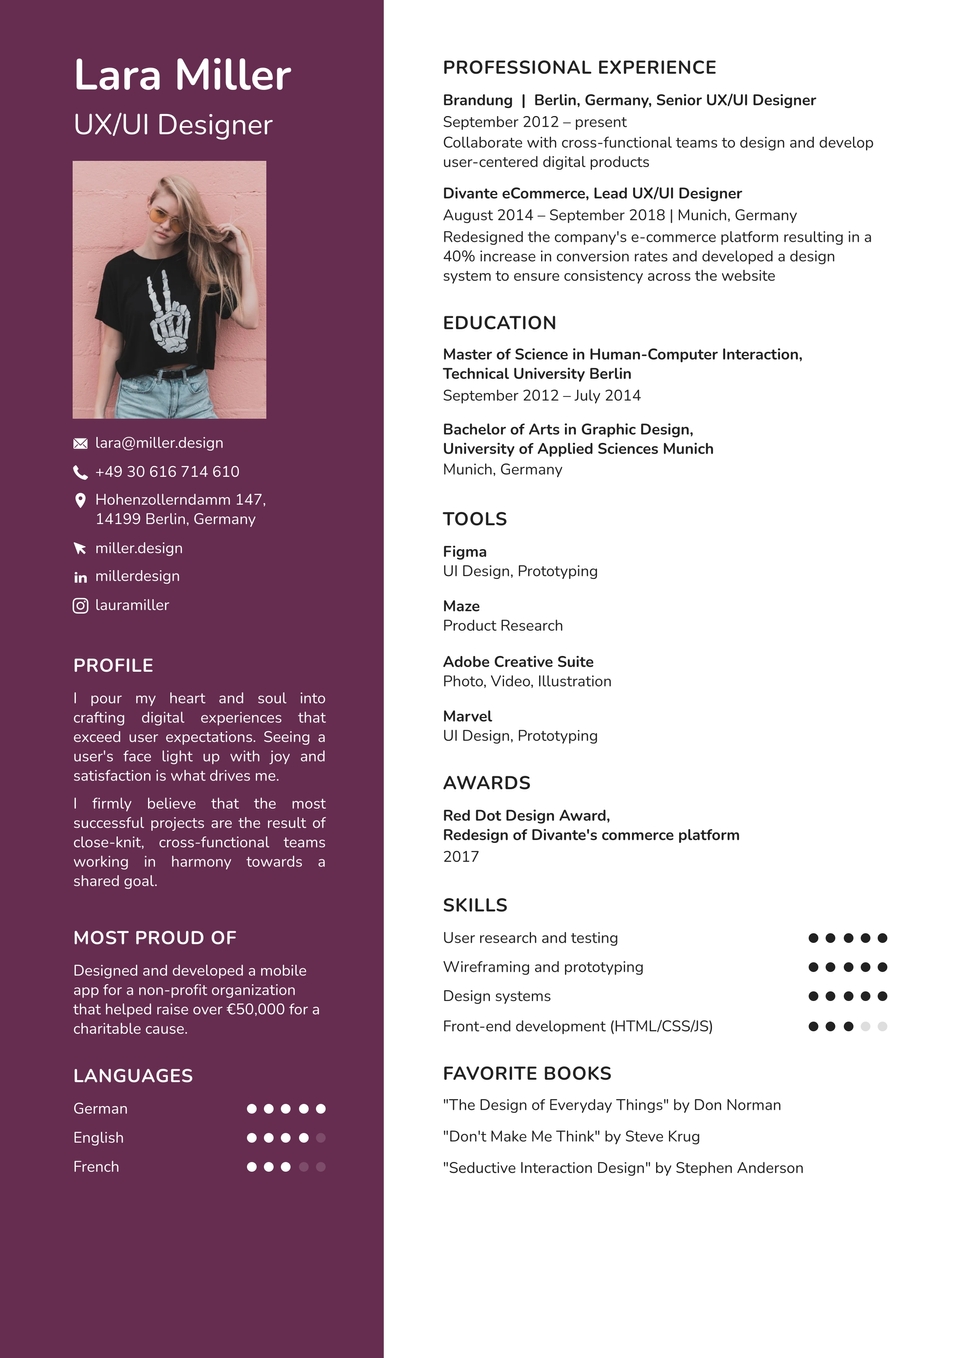 Lara Miller
UX/UI Designer
lara@miller.design
+49 30 616 714 610
Hohenzollerndamm 147,
14199 Berlin, Germany
miller.design
in millerdesign
lauramiller
PROFILE
I pour my heart and soul into
crafting digital experiences that
exceed user expectations. Seeing a
user's face light up with joy and
satisfaction is what drives me.
I firmly believe that the most
successful projects are the result of
close-knit, cross-functional teams
working in harmony towards a
shared goal.
MOST PROUD OF
Designed and developed a mobile
app for a non-profit organization
that helped raise over €50,000 for a
charitable cause.
LANGUAGES
German
English
French
PROFESSIONAL EXPERIENCE
Brandung | Berlin, Germany, Senior UX/UI Designer
September 2012 – present
Collaborate with cross-functional teams to design and develop
user-centered digital products
Divante eCommerce, Lead UX/UI Designer
August 2014 – September 2018 | Munich, Germany
Redesigned the company's e-commerce platform resulting in a
40% increase in conversion rates and developed a design
system to ensure consistency across the website
EDUCATION
Master of Science in Human-Computer Interaction,
Technical University Berlin
September 2012 – July 2014
Bachelor of Arts in Graphic Design,
University of Applied Sciences Munich
Munich, Germany
TOOLS
Figma
UI Design, Prototyping
Maze
Product Research
Adobe Creative Suite
Photo, Video, Illustration
Marvel
UI Design, Prototyping
AWARDS
Red Dot Design Award,
Redesign of Divante's commerce platform
2017
SKILLS
User research and testing
Wireframing and prototyping
Design systems
Front-end development (HTML/CSS/JS)
FAVORITE BOOKS
"The Design of Everyday Things" by Don Norman
"Don't Make Me Think" by Steve Krug
"Seductive Interaction Design" by Stephen Anderson